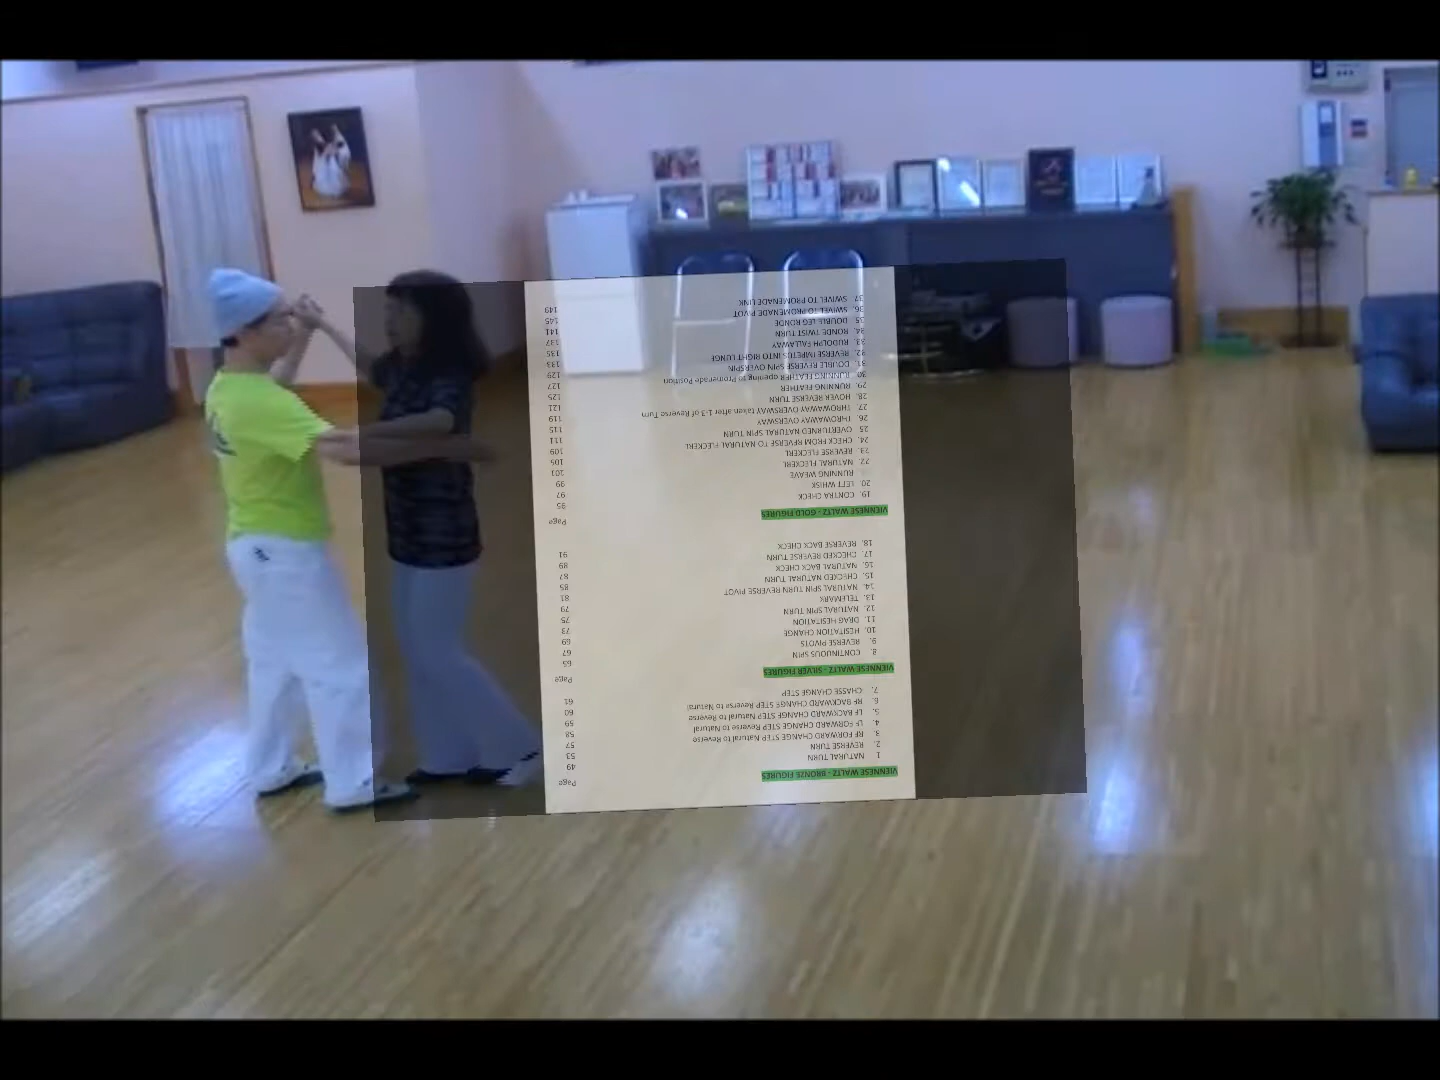 VIENNESE WALTZ - BRONZE FIGURES Page
1 NATURAL TURN 49
2. REVERSE TURN 53
3. RF FORWARD CHANGE STEP Natural to Reverse 57
4. LF FORWARD CHANGE STEP Reverse to Natural 58
5. LF BACKWARD CHANGE STEP Natural to Reverse 59
6. RF BACKWARD CHANGE STEP Reverse to Natural 60
7. CHASSE CHANGE STEP 61
VIENNESE WALTZ - SILVER FIGURES Page
8. CONTINUOUS SPIN 65
9. REVERSE PIVOTS 67
10. HESITATION CHANGE 69
11. DRAG HESITATION 73
12. NATURAL SPIN TURN 75
13. TELEMARK 79
14. NATURAL SPIN TURN REVERSE PIVOT 81
15. CHECKED NATURAL TURN 85
16. NATURAL BACK CHECK 87
17. CHECKED REVERSE TURN 89
18. REVERSE BACK CHECK 91
VIENNESE WALTZ - GOLD FIGURES Page
19. CONTRA CHECK 95
20. LEFT WHISK 97
RUNNING WEAVE 99
22. NATURAL FLECKERL 101
23. REVERSE FLECKERL 105
24. CHECK FROM REVERSE TO NATURAL FLECKERL 109
25 OVERTURNED NATURAL SPIN TURN 111
26. THROWAWAY OVERSWAY 115
27. THROWAWAY OVERSWAY taken after 1-3 of Reverse Turn 119
28. HOVER REVERSE TURN 121
29. RUNNING FEATHER 125
30 RUNNING FEATHER opening to Promenade Position 127
31. DOUBLE REVERSE SPIN OVERSPIN 129
32. REVERSE IMPETUS INTO RIGHT LUNGE 133
33. RUDOLPH FALLAWAY 135
34. RONDE TWIST TURN 137
35 DOUBLE LEG RONDE 141
36. SWIVEL TO PROMENADE PIVOT 145
37. SWIVEL TO PROMENADE LINK 149